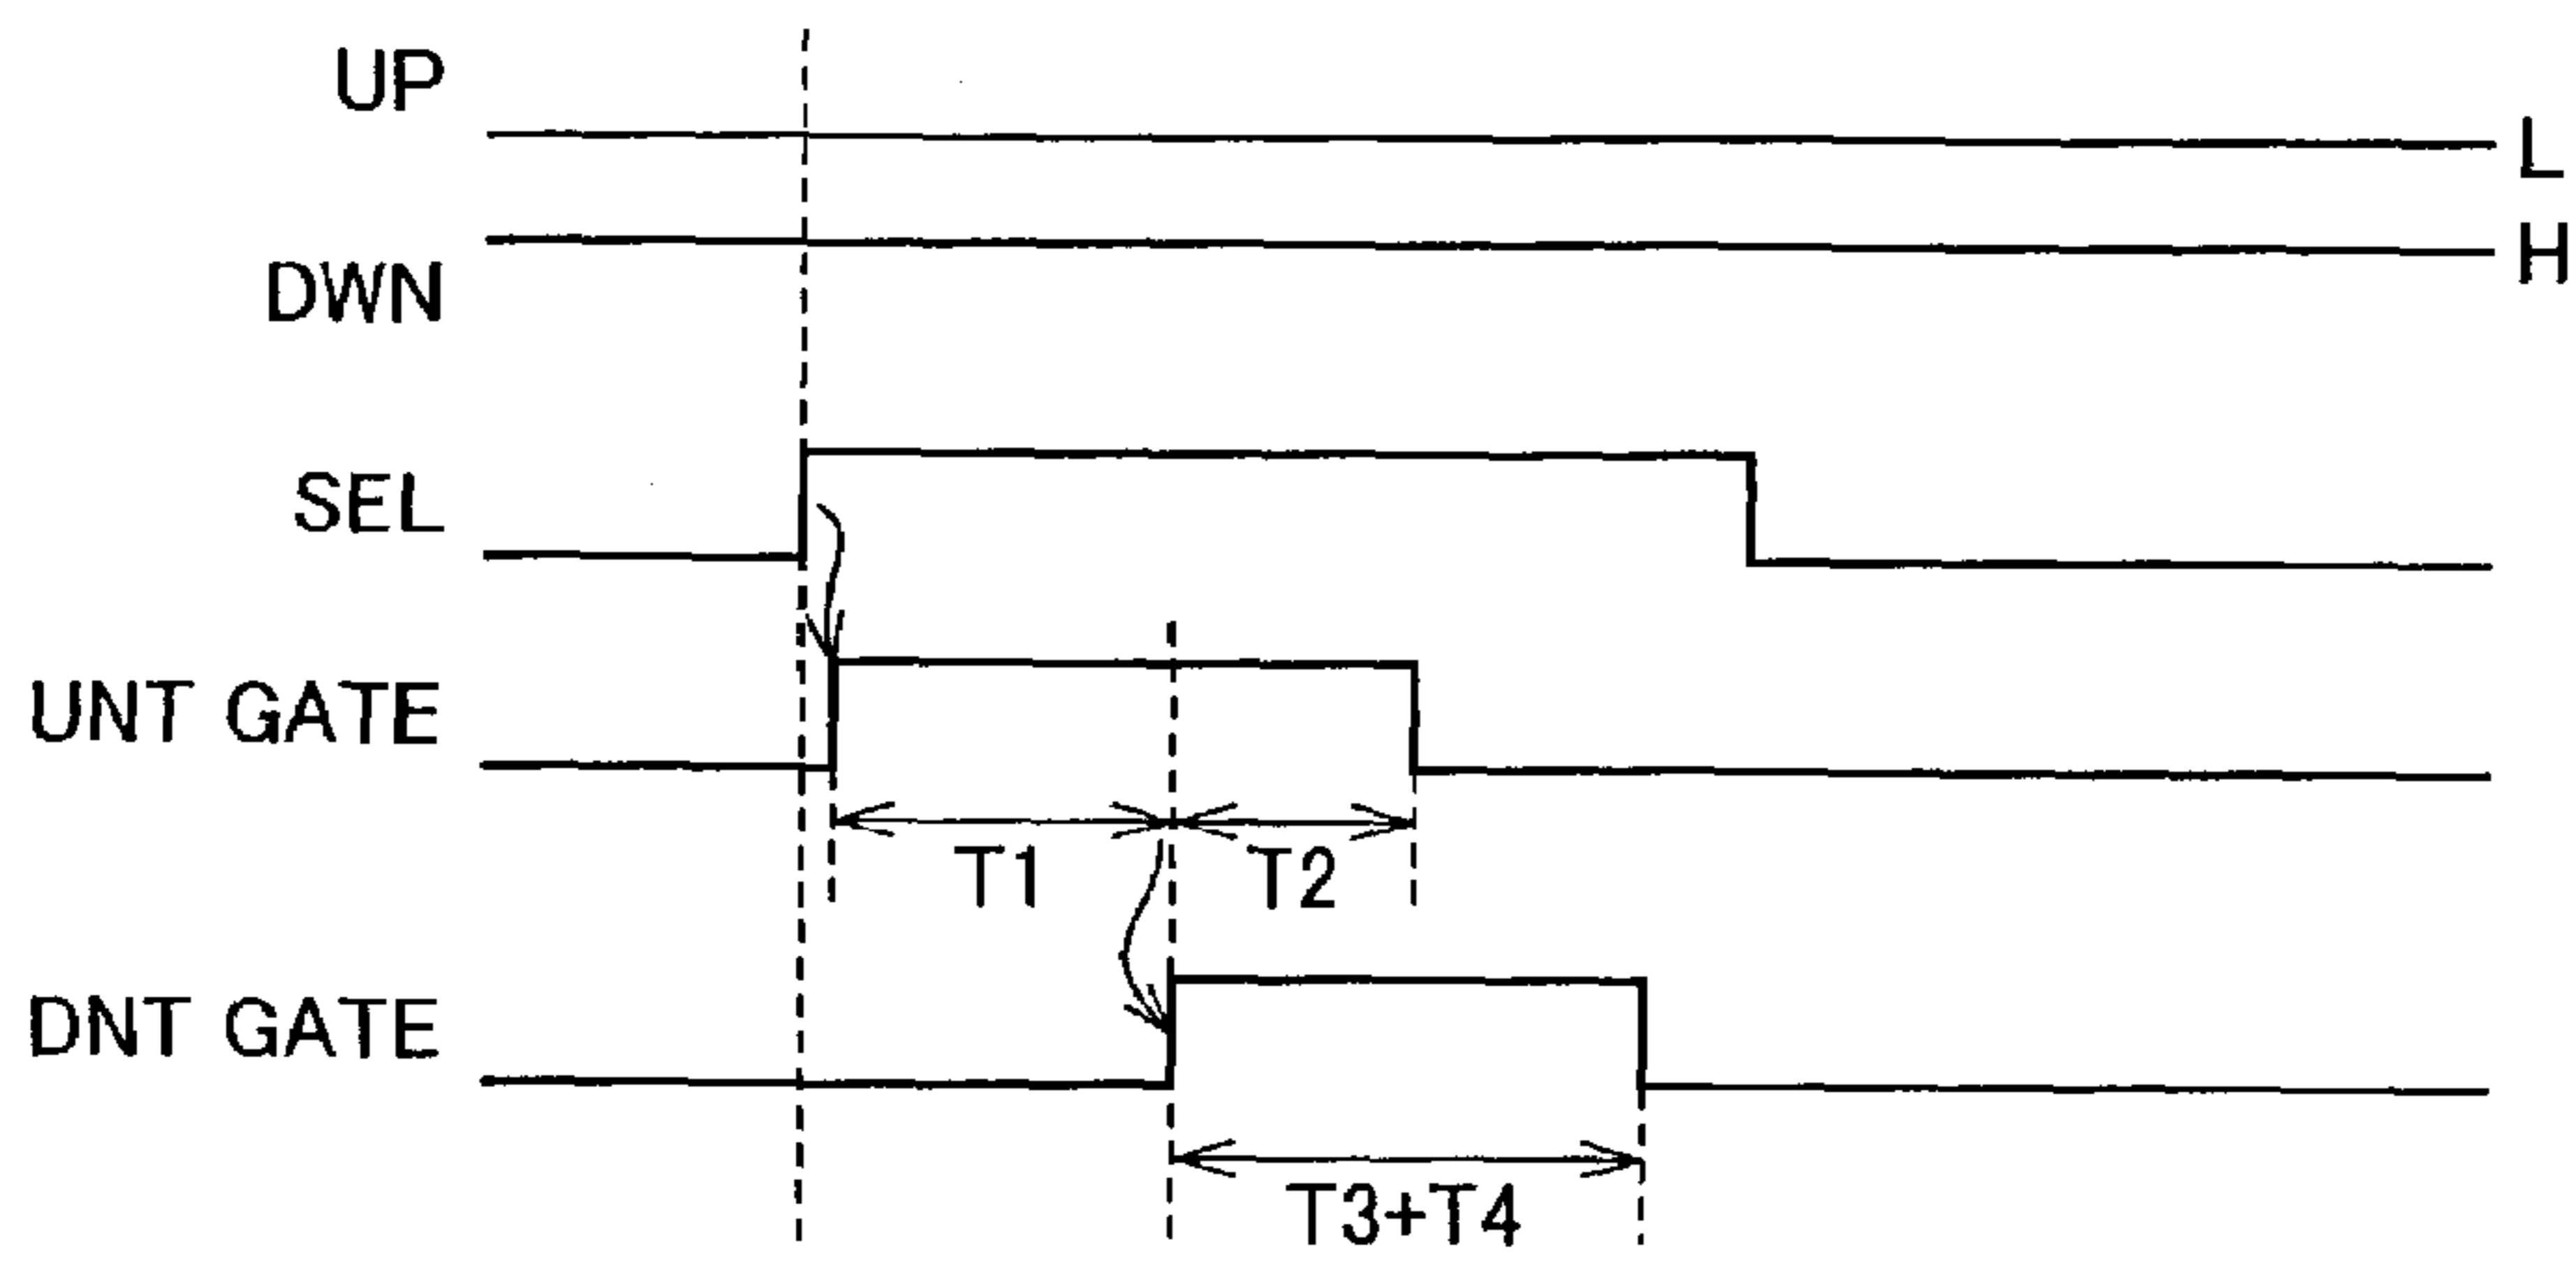 UP
L
DWN
H
SEL
UNT GATE
T1
T2
DNT GATE
T3+T4